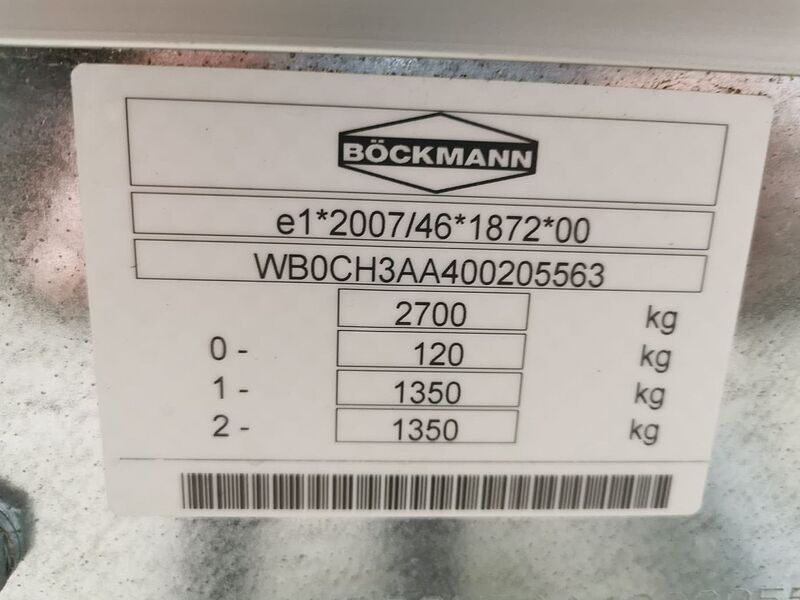 BÖCKMANN
e1*2007/46*1872*00
WB0CH3AA400205563
2700 kg
0 - 120 kg
1 - 1350 kg
2 - 1350 kg